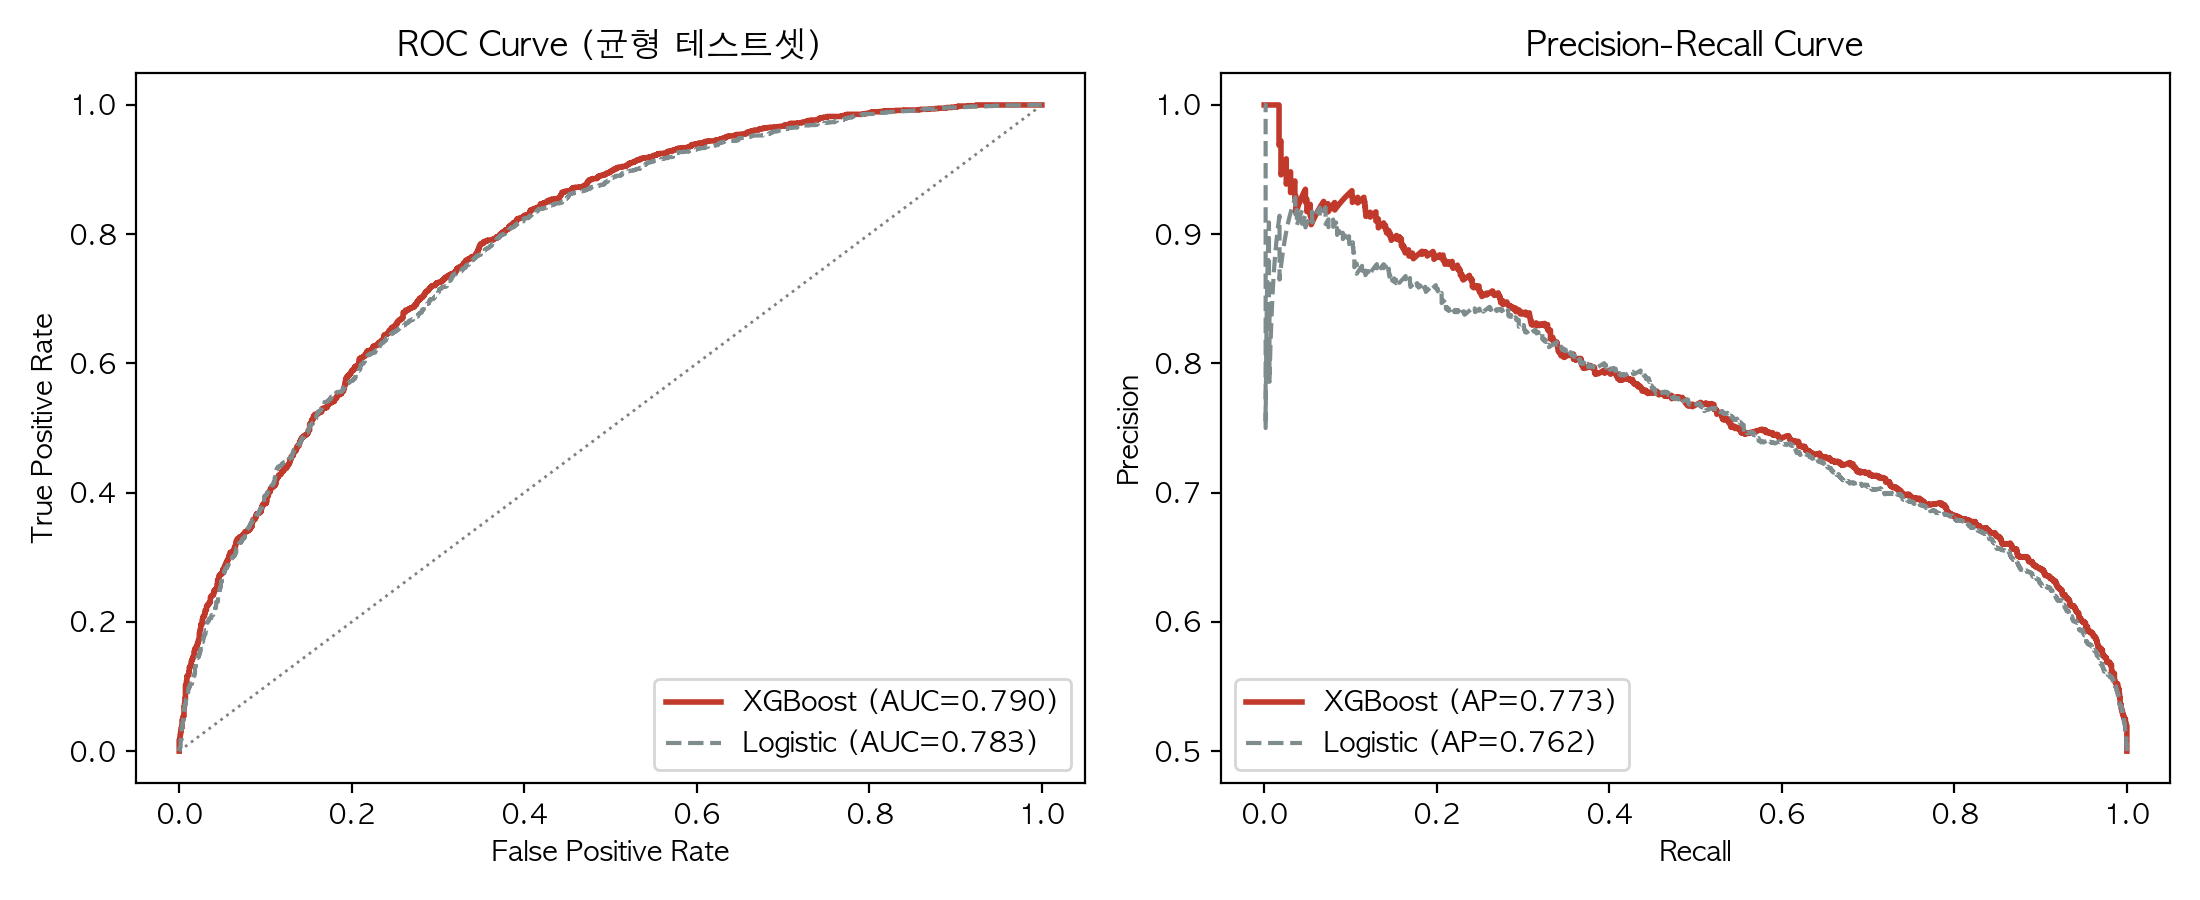 ROC Curve (균형 테스트셋)
True Positive Rate
1.0
0.8
0.6
0.4
0.2
0.0
0.0 0.2 0.4 0.6 0.8 1.0
False Positive Rate
XGBoost (AUC=0.790)
Logistic (AUC=0.783)
Precision-Recall Curve
Precision
1.0
0.9
0.8
0.7
0.6
0.5
0.0 0.2 0.4 0.6 0.8 1.0
Recall
XGBoost (AP=0.773)
Logistic (AP=0.762)